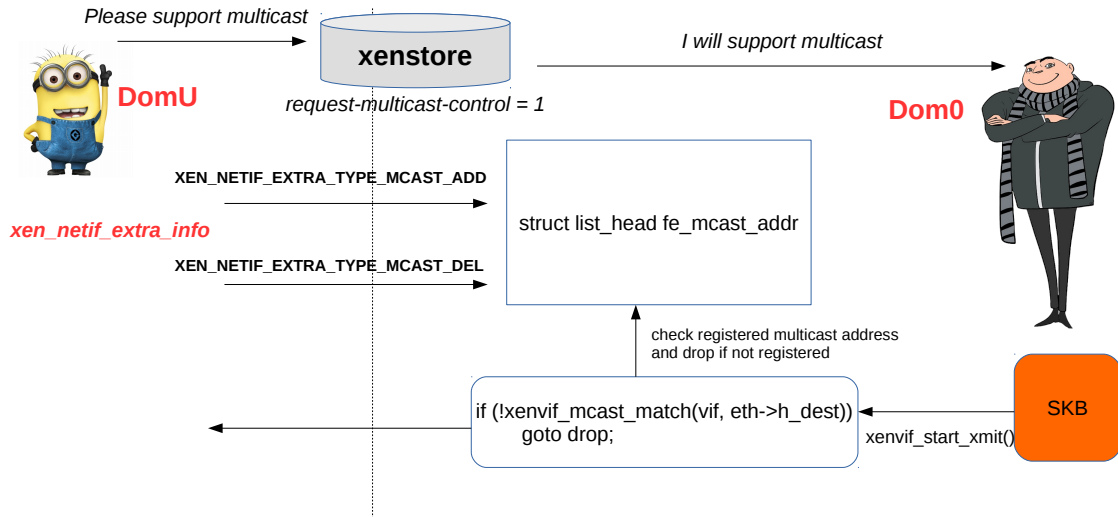 Please support multicast
xenstore
I will support multicast
DomU
request-multicast-control = 1
Dom0
XEN_NETIF_EXTRA_TYPE_MCAST_ADD
xen_netif_extra_info
struct list_head fe_mcast_addr
XEN_NETIF_EXTRA_TYPE_MCAST_DEL
check registered multicast address
and drop if not registered
if (!xenvif_mcast_match(vif, eth->h_dest))
goto drop;
xenvif_start_xmit()
SKB